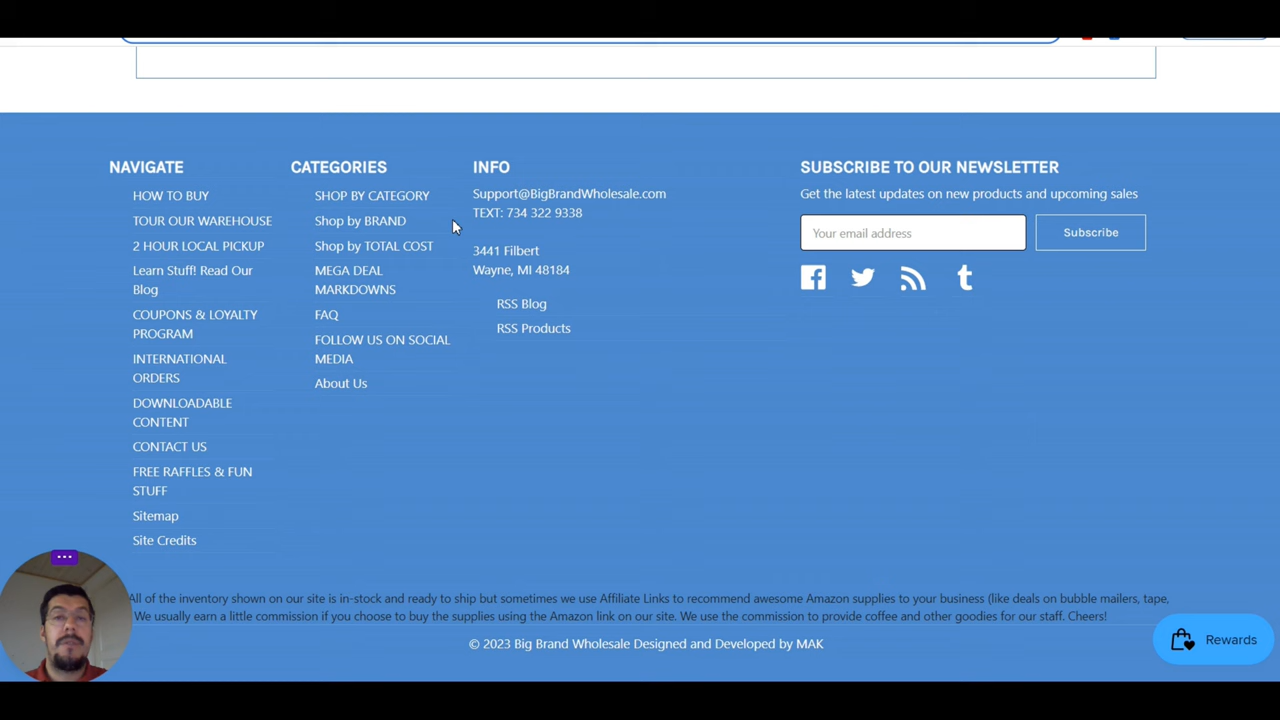 NAVIGATE
HOW TO BUY
TOUR OUR WAREHOUSE
2 HOUR LOCAL PICKUP
Learn Stuff! Read Our
Blog
COUPONS & LOYALTY
PROGRAM
INTERNATIONAL
ORDERS
DOWNLOADABLE
CONTENT
CONTACT US
FREE RAFFLES & FUN
STUFF
Sitemap
Site Credits
CATEGORIES
SHOP BY CATEGORY
Shop by BRAND
Shop by TOTAL COST
MEGA DEAL
MARKDOWNS
FAQ
FOLLOW US ON SOCIAL
MEDIA
About Us
INFO
Support@BigBrandWholesale.com
TEXT: 734 322 9338
3441 Filbert
Wayne, MI 48184
RSS Blog
RSS Products
SUBSCRIBE TO OUR NEWSLETTER
Get the latest updates on new products and upcoming sales
Your email address
Subscribe
All of the inventory shown on our site is in-stock and ready to ship but sometimes we use Affiliate Links to recommend awesome Amazon supplies to your business (like deals on bubble mailers, tape,
We usually earn a little commission if you choose to buy the supplies using the Amazon link on our site. We use the commission to provide coffee and other goodies for our staff. Cheers!
© 2023 Big Brand Wholesale Designed and Developed by MAK
Rewards